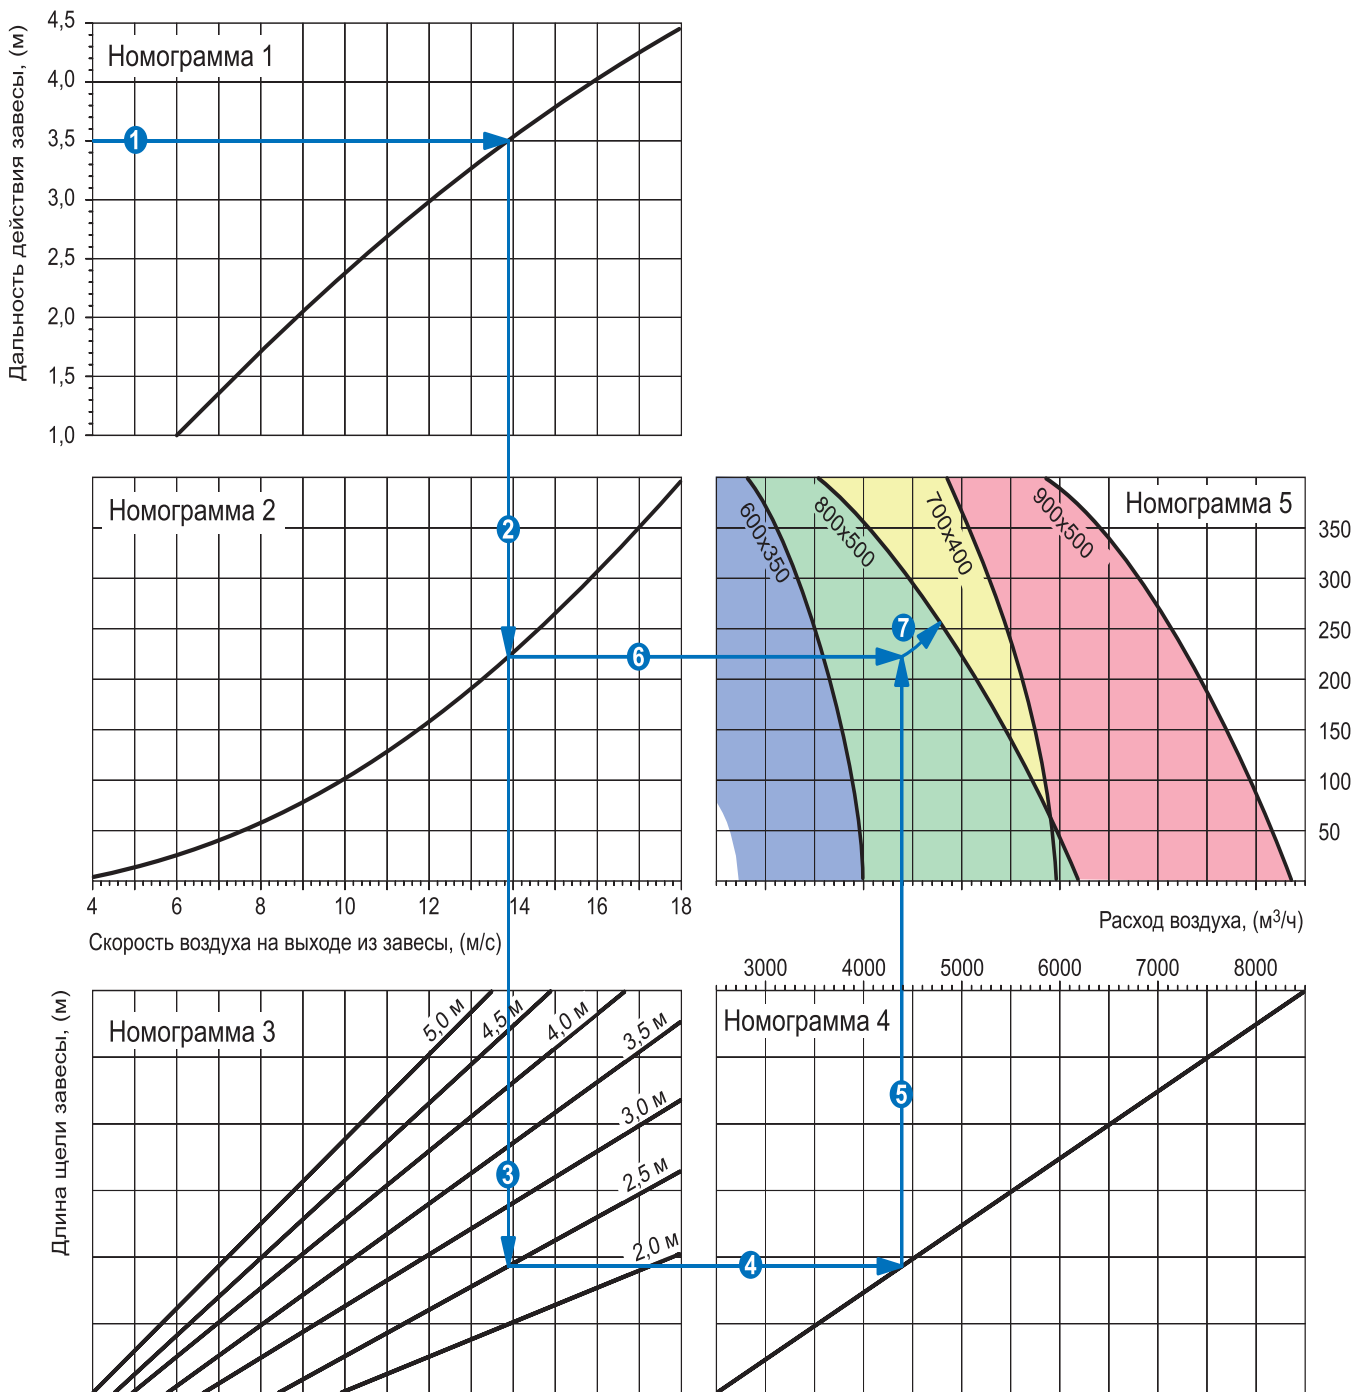 Дальность действия завесы, (м)
4,5
4,0
3,5
3,0
2,5
2,0
1,5
1,0
Номограмма 1
1
Номограмма 2
2
6
4 6 8 10 12 14 16 18
Скорость воздуха на выходе из завесы, (м/с)
Номограмма 5
600x350
800x500
700x400
900x500
7
350
300
250
200
150
100
50
Расход воздуха, (м³/ч)
3000 4000 5000 6000 7000 8000
Длина щели завесы, (м)
Номограмма 3
5,0 м
4,5 м
4,0 м
3,5 м
3,0 м
2,5 м
2,0 м
3
4
Номограмма 4
5